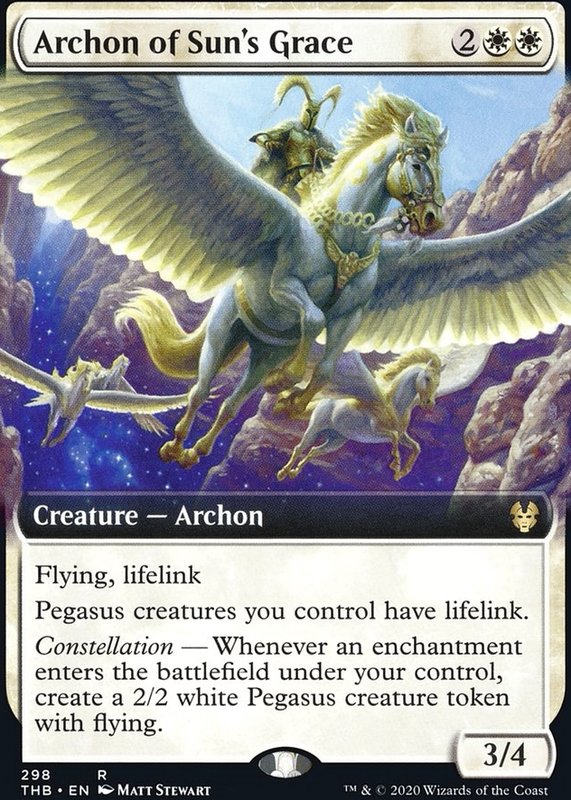 Archon of Sun's Grace 2
Creature — Archon
Flying, lifelink
Pegasus creatures you control have lifelink.
Constellation — Whenever an enchantment
enters the battlefield under your control,
create a 2/2 white Pegasus creature token
with flying.
3/4
298 R
THB • EN Matt Stewart
™ & © 2020 Wizards of the Coast